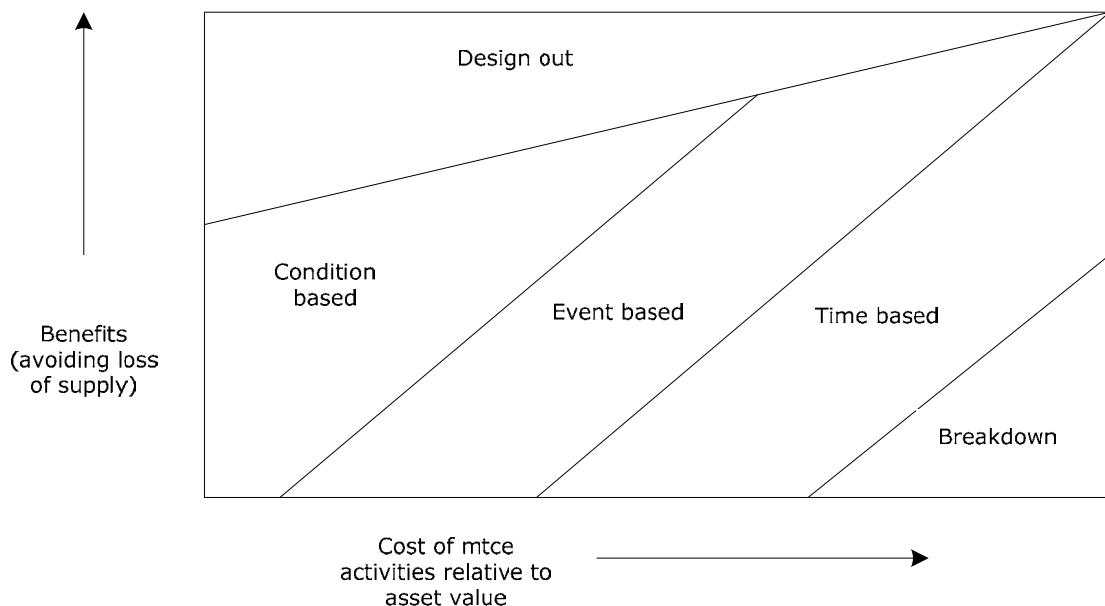 Design out
Condition
based
Event based
Time based
Benefits
(avoiding loss
of supply)
Breakdown
Cost of mtce
activities relative to
asset value